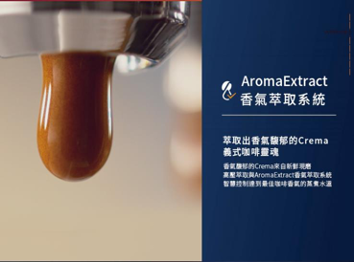 AromaExtract
香氣萃取系統
萃取出香氣馥郁的Crema
義式咖啡靈魂
香氣馥郁的Crema來自新鮮現磨
高壓萃取與AromaExtract香氣萃取系統
智慧控制達到最佳咖啡香氣的蒸煮水溫